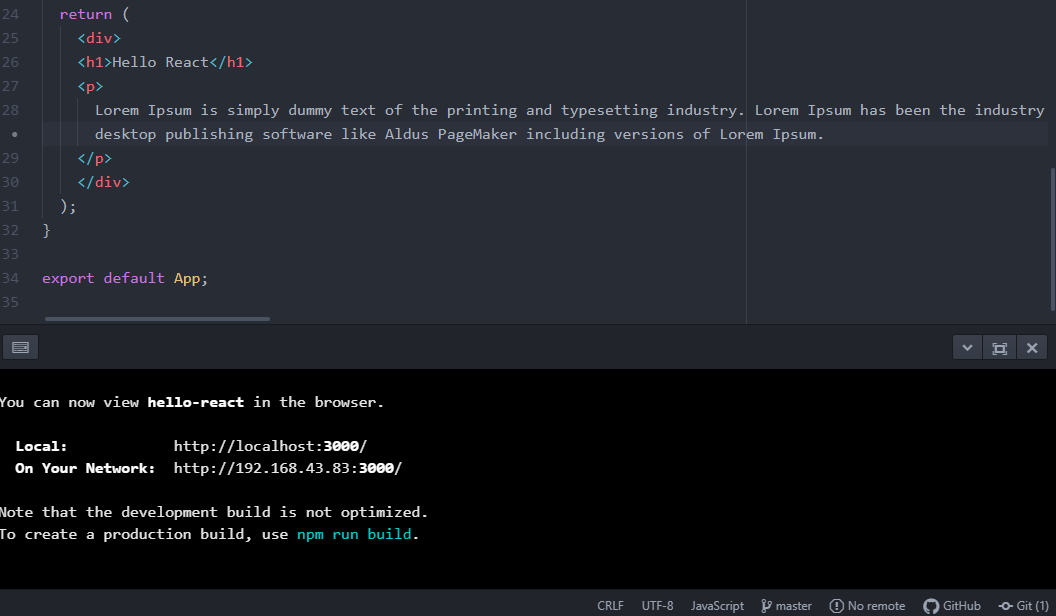 24 return (
25 <div>
26 <h1>Hello React</h1>
27 <p>
28 Lorem Ipsum is simply dummy text of the printing and typesetting industry. Lorem Ipsum has been the industry
• desktop publishing software like Aldus PageMaker including versions of Lorem Ipsum.
29 </p>
30 </div>
31 );
32 }
33
34 export default App;
35
You can now view hello-react in the browser.
Local: http://localhost:3000/
On Your Network: http://192.168.43.83:3000/
Note that the development build is not optimized.
To create a production build, use npm run build.
CRLF UTF-8 JavaScript master No remote GitHub Git (1)